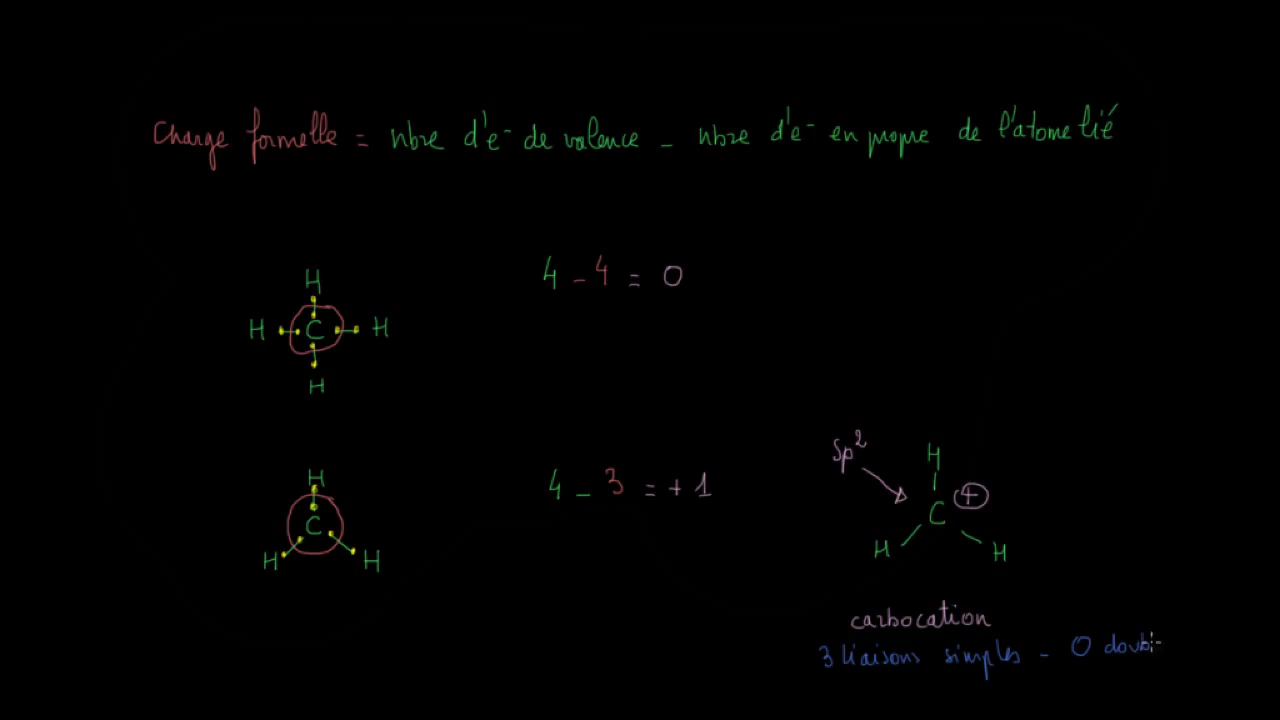 Charge formelle = nbre d'e- de valence - nbre d'e- en propre de l'atome lié
H
4 - 4 = 0
H C H
H
Sp2
H
H
4 - 3 = +1
C +
C
H H
H H
carbocation
3 liaisons simples - 0 doubl